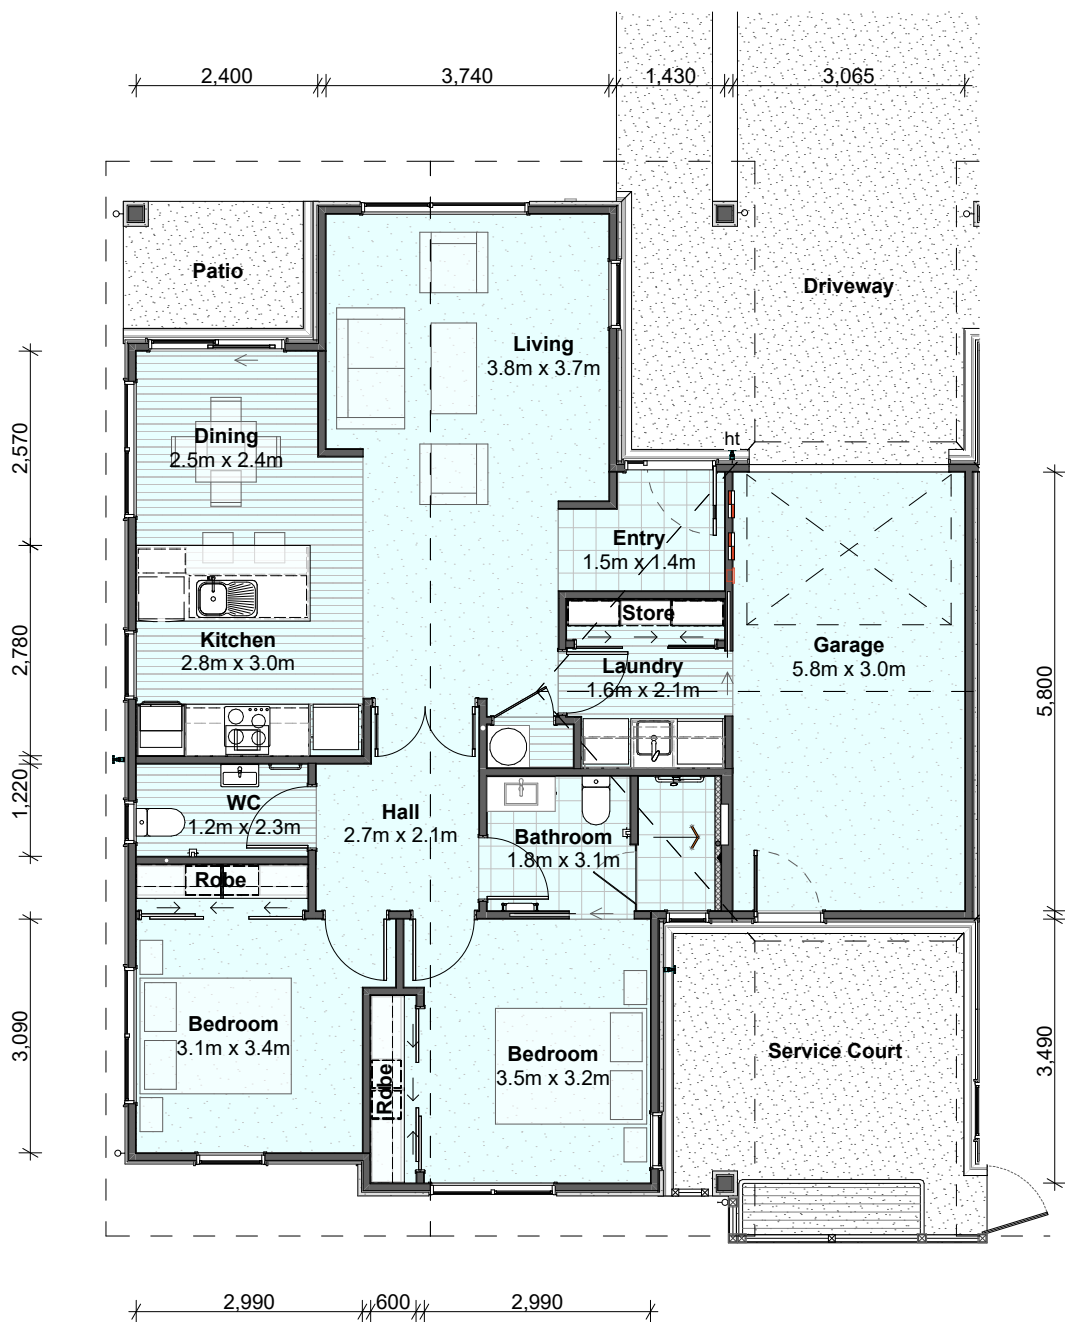 2,400
3,740
1,430
3,065
Patio
Driveway
Living
3.8m x 3.7m
2,570
Dining
2.5m x 2.4m
ht
Entry
1.5m x 1.4m
Store
Kitchen
2.8m x 3.0m
Laundry
1.6m x 2.1m
Garage
5.8m x 3.0m
2,780
5,800
1,220
WC
1.2m x 2.3m
Hall
2.7m x 2.1m
Bathroom
1.8m x 3.1m
Robe
3,090
Bedroom
3.1m x 3.4m
Robe
Bedroom
3.5m x 3.2m
Service Court
3,490
2,990
600
2,990